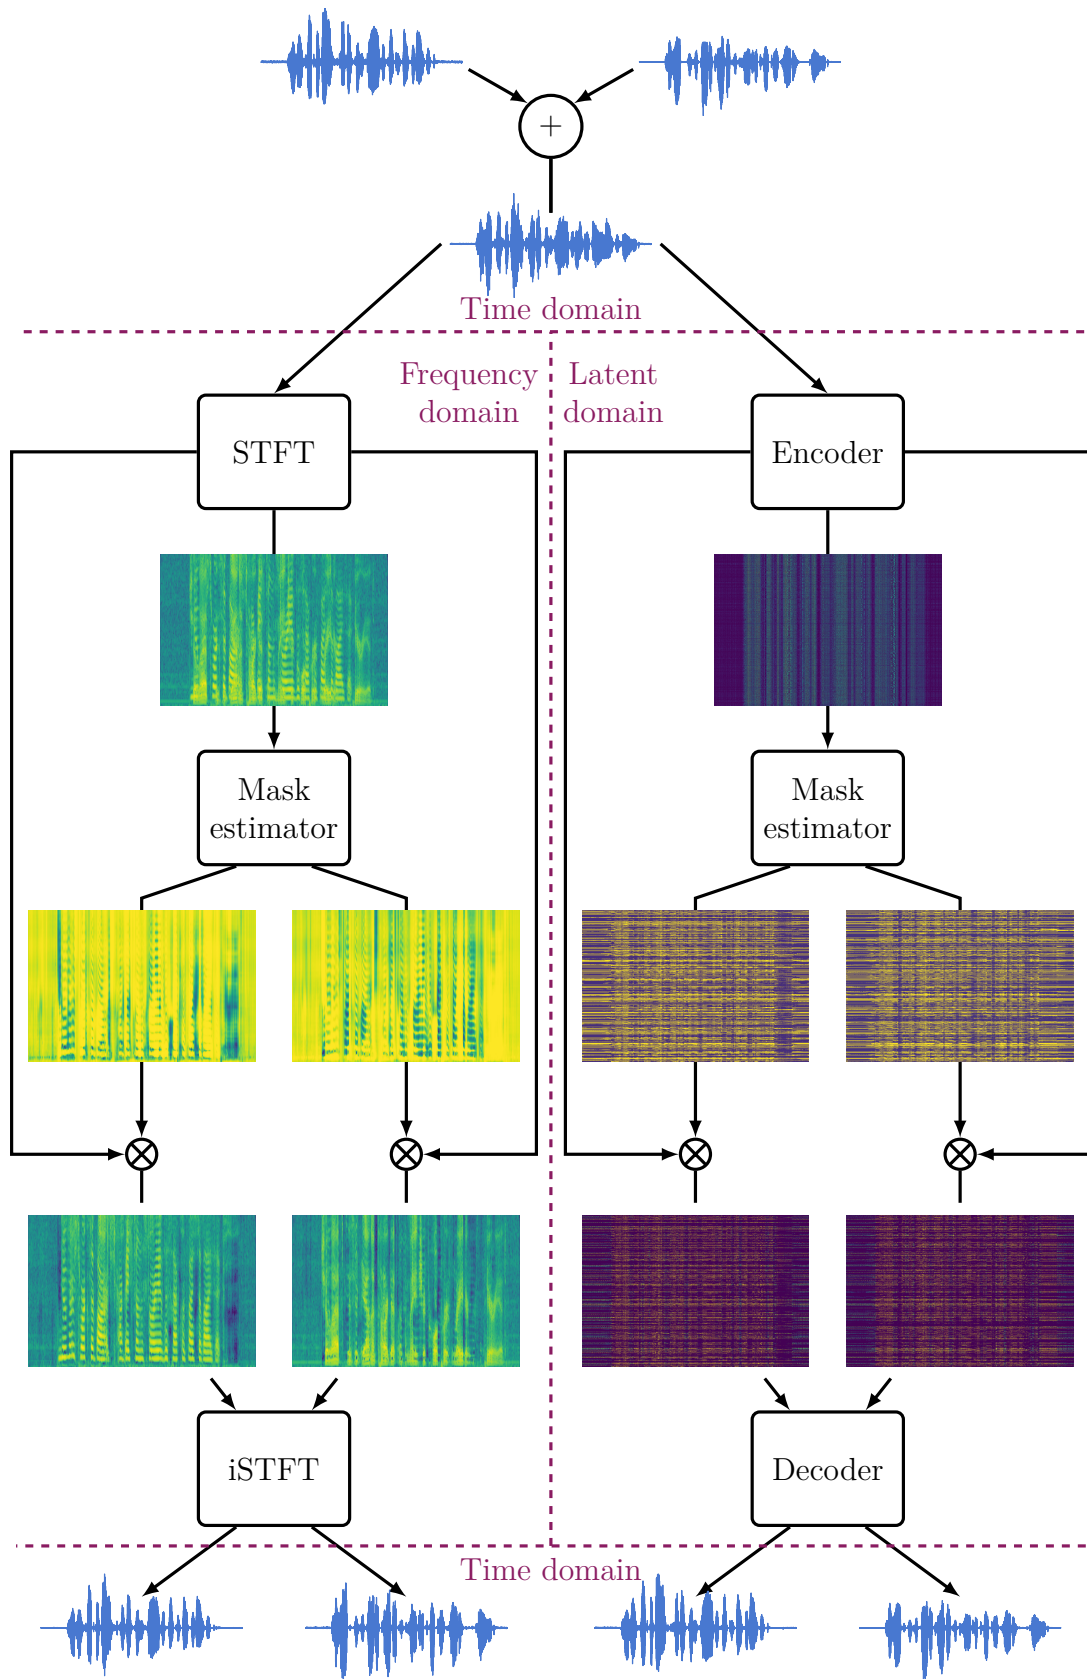 +
Time domain
Frequency
domain
Latent
domain
STFT
Encoder
Mask
estimator
Mask
estimator
iSTFT
Decoder
Time domain